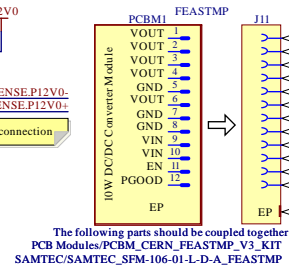 2V0
FEASTMP
PCBM1
J11
VOUT 1
VOUT 2
VOUT 3
VOUT 4
GND 5
VOUT 6
GND 7
GND 8
VIN 9
VIN 10
EN 11
PGOOD 12
EP
10W DC/DC Converter Module
ENSE.P12V0-
ENSE.P12V0+
connection
EP
The following parts should be coupled together
PCB Modules/PCBM_CERN_FEASTMP_V3_KIT
SAMTEC/SAMTEC_SFM-106-01-L-D-A_FEASTMP